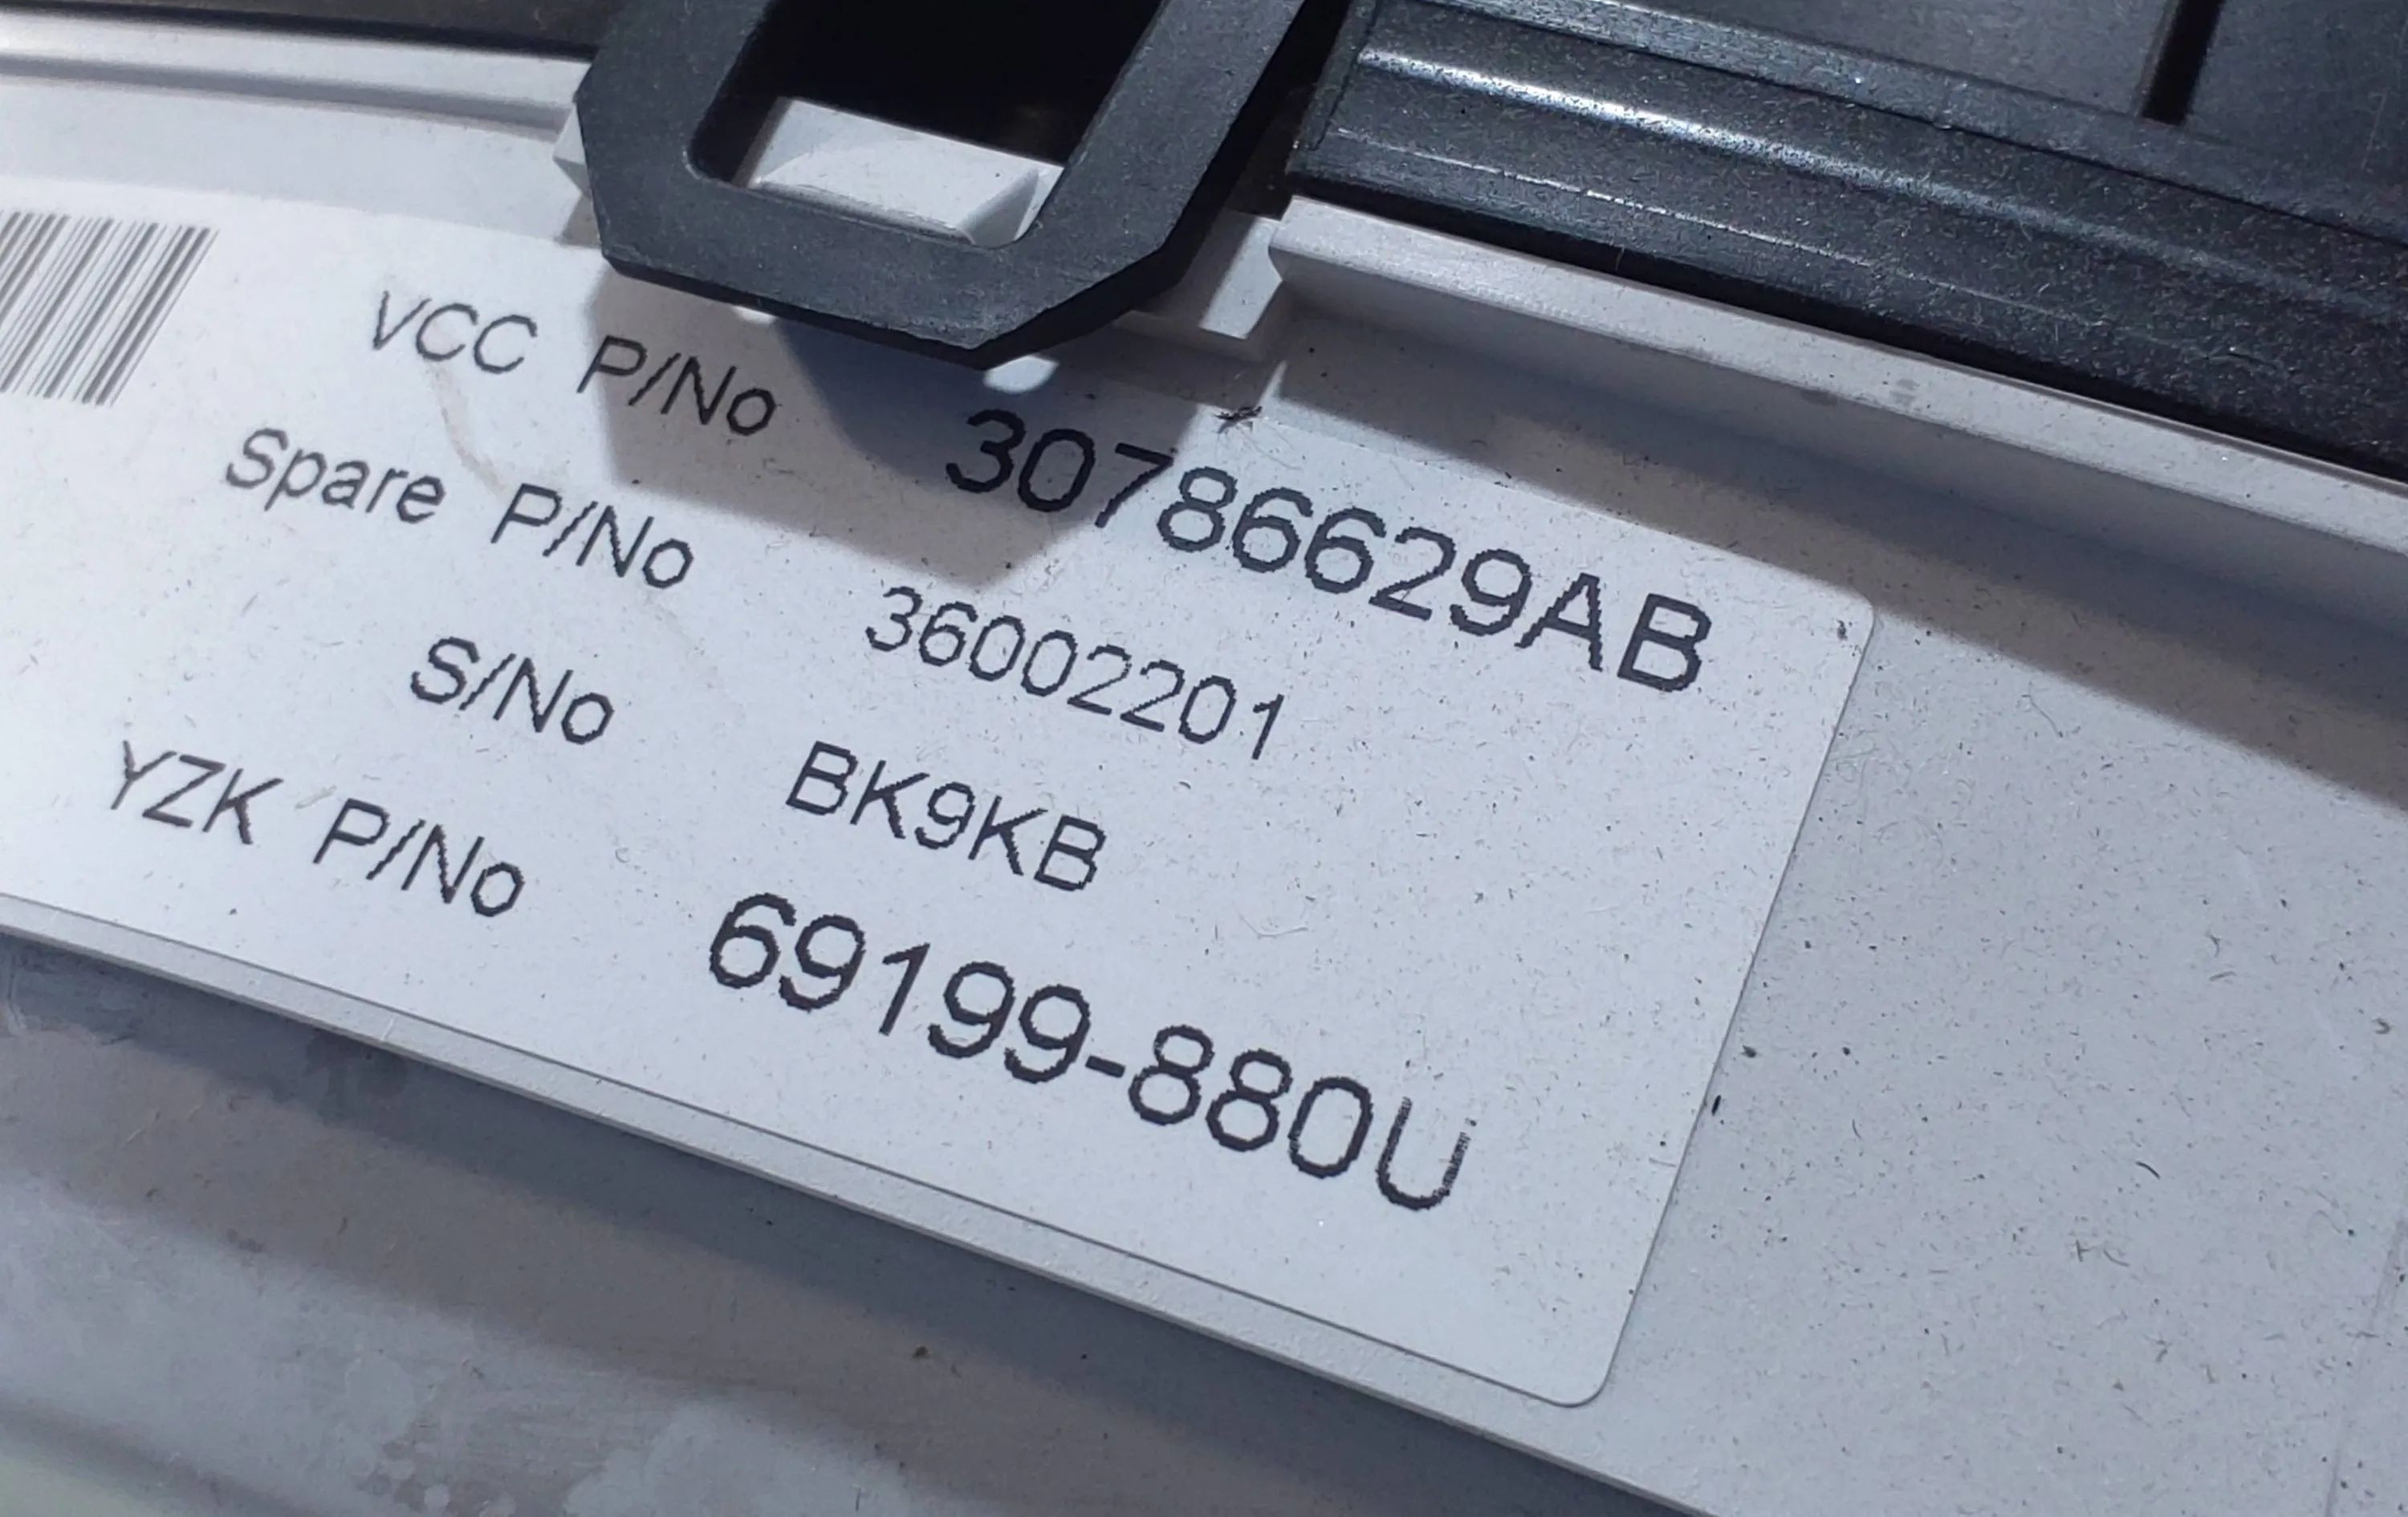 VCC P/No 30786629AB
Spare P/No 36002201
S/No BK9KB
YZK P/No 69199-880U